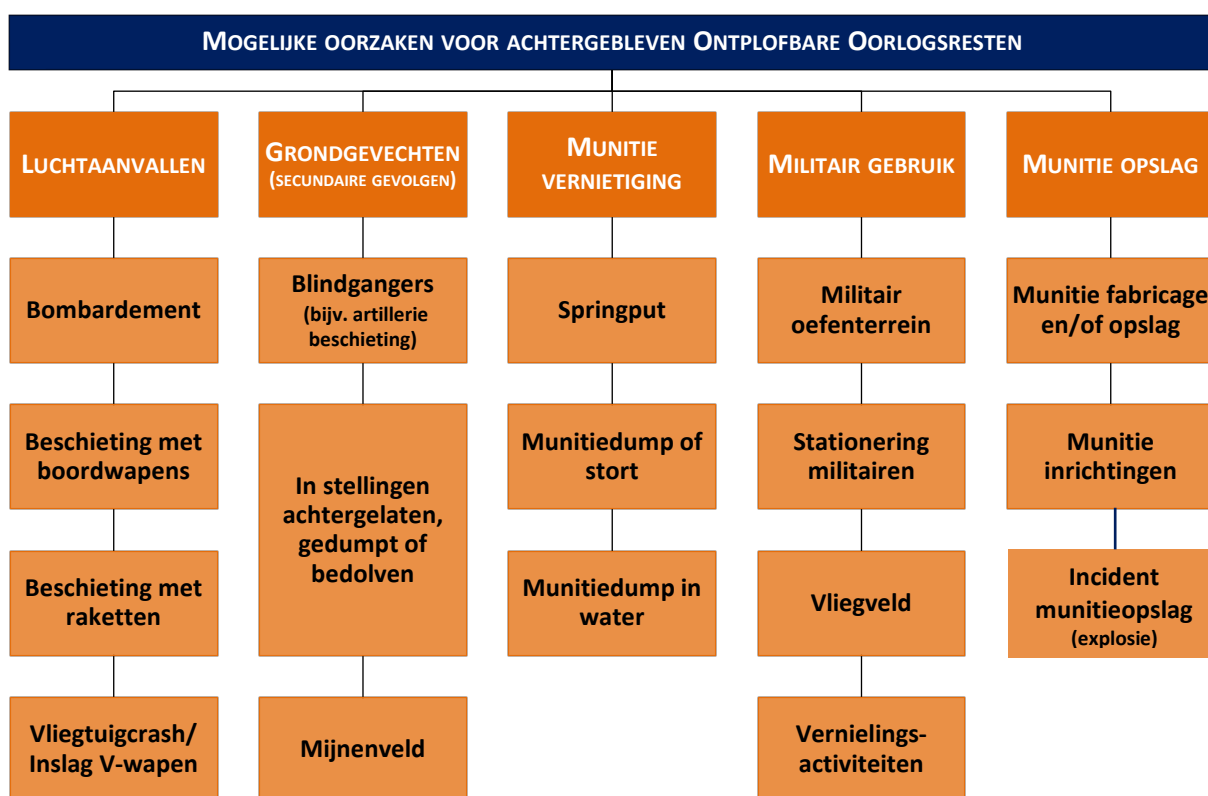 MOGELIJKE OORZAKEN VOOR ACHTERGEBLEVEN ONTPLOFBARE OORLOGSRESTEN
LUCHTAANVALLEN
Bombardement
Beschieting met
boordwapens
Beschieting met
raketten
Vliegtuigcrash/
Inslag V-wapen
GRONDGEVECHTEN
(SECUNDAIRE GEVOLGEN)
Blindgangers
(bijv. artillerie
beschieting)
In stellingen
achtergelaten,
gedumpt of
bedolven
Mijnenveld
MUNITIE
VERNIETIGING
Springput
Munitiedump of
stort
Munitiedump in
water
MILITAIR GEBRUIK
Militair
oefenterrein
Stationering
militairen
Vliegveld
Vernielings-
activiteiten
MUNITIE OPSLAG
Munitie fabricage
en/of opslag
Munitie
inrichtingen
Incident
munitieopslag
(explosie)